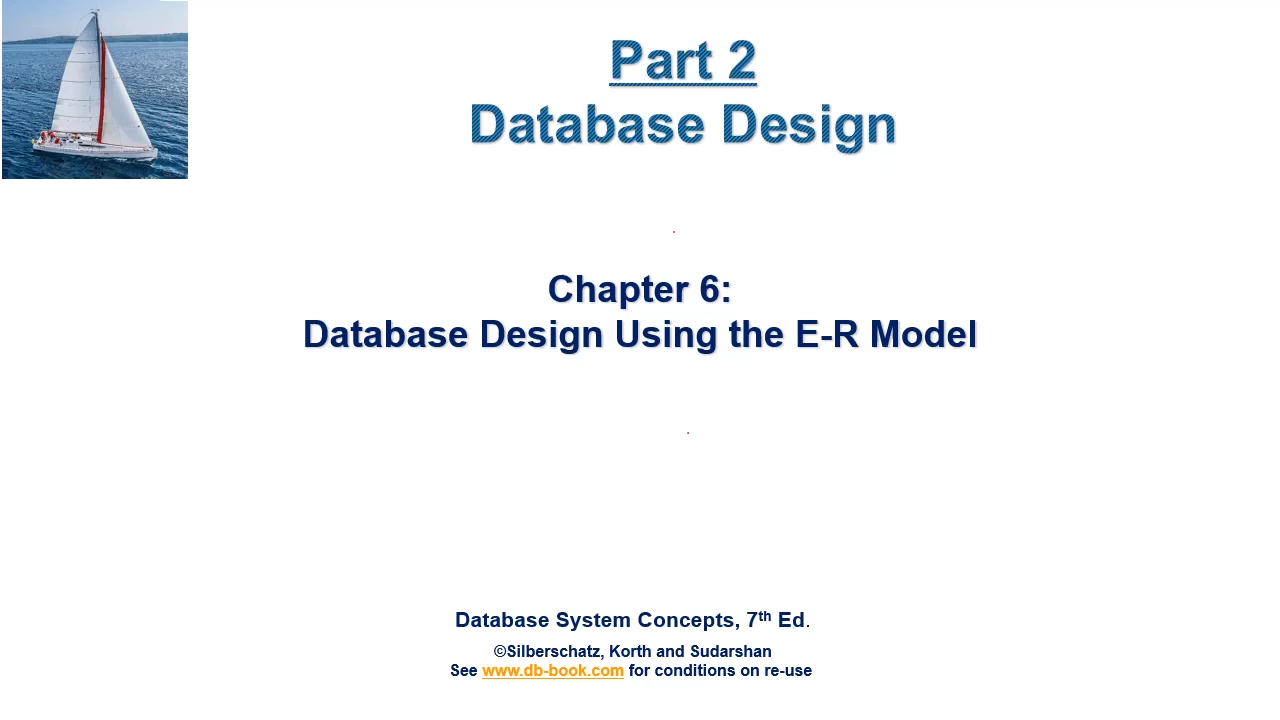 Part 2
Database Design
Chapter 6:
Database Design Using the E-R Model
Database System Concepts, 7th Ed.
©Silberschatz, Korth and Sudarshan
See www.db-book.com for conditions on re-use